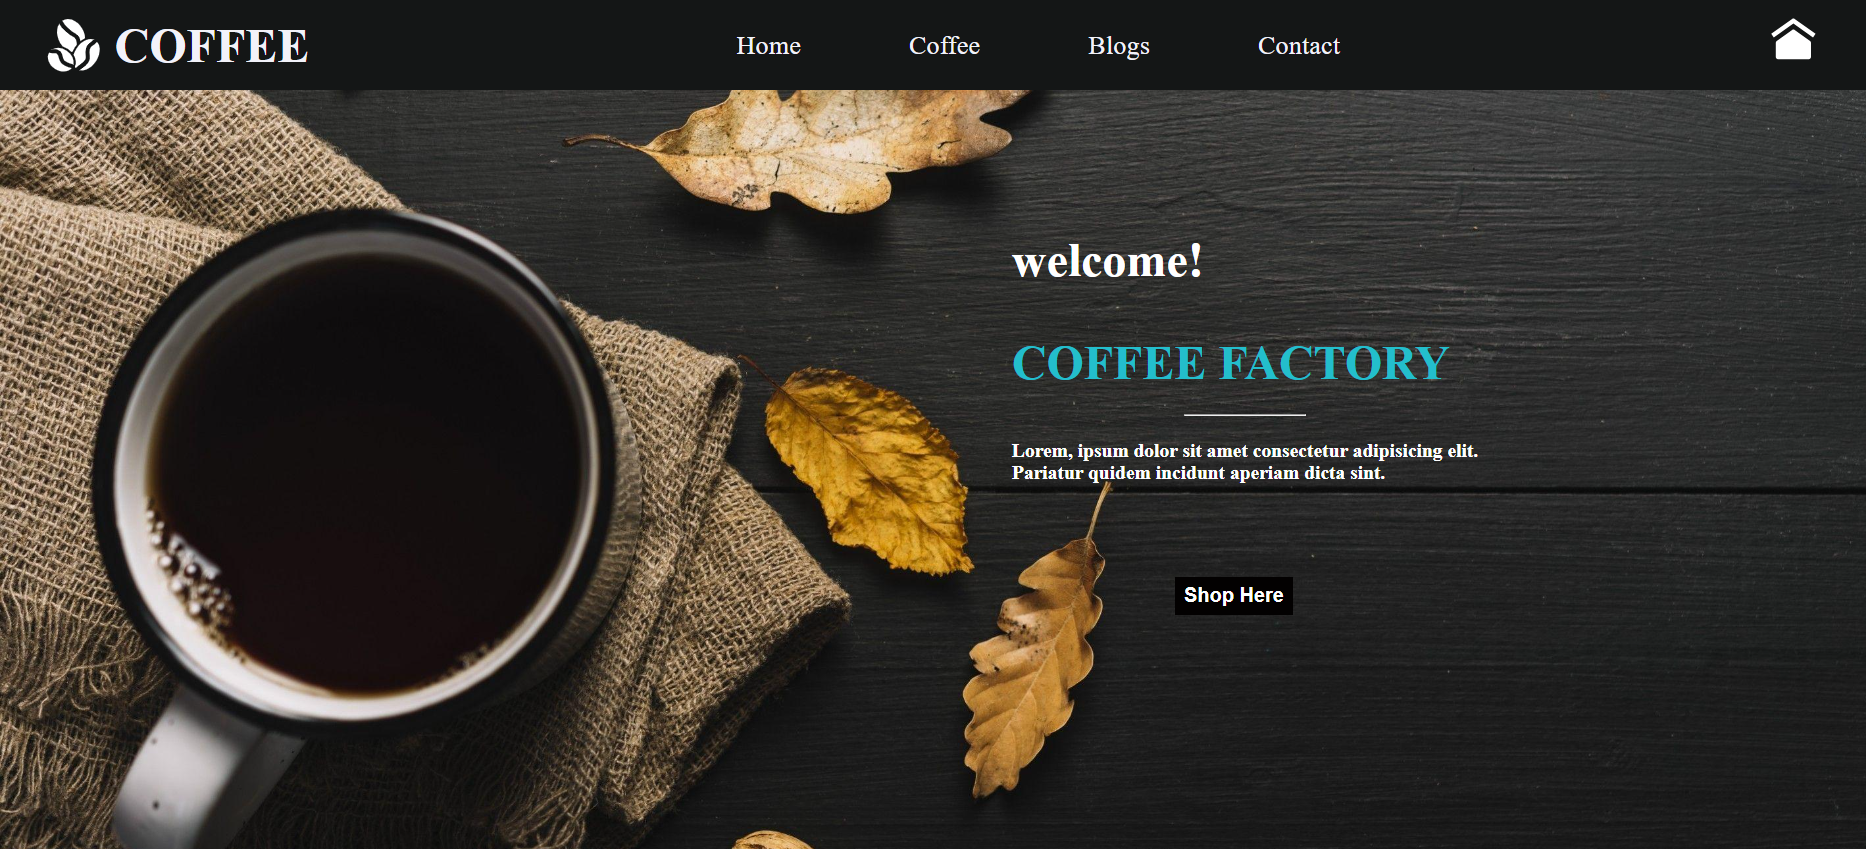 COFFEE
Home Coffee Blogs Contact
welcome!
COFFEE FACTORY
Lorem, ipsum dolor sit amet consectetur adipisicing elit.
Pariatur quidem incidunt aperiam dicta sint.
Shop Here